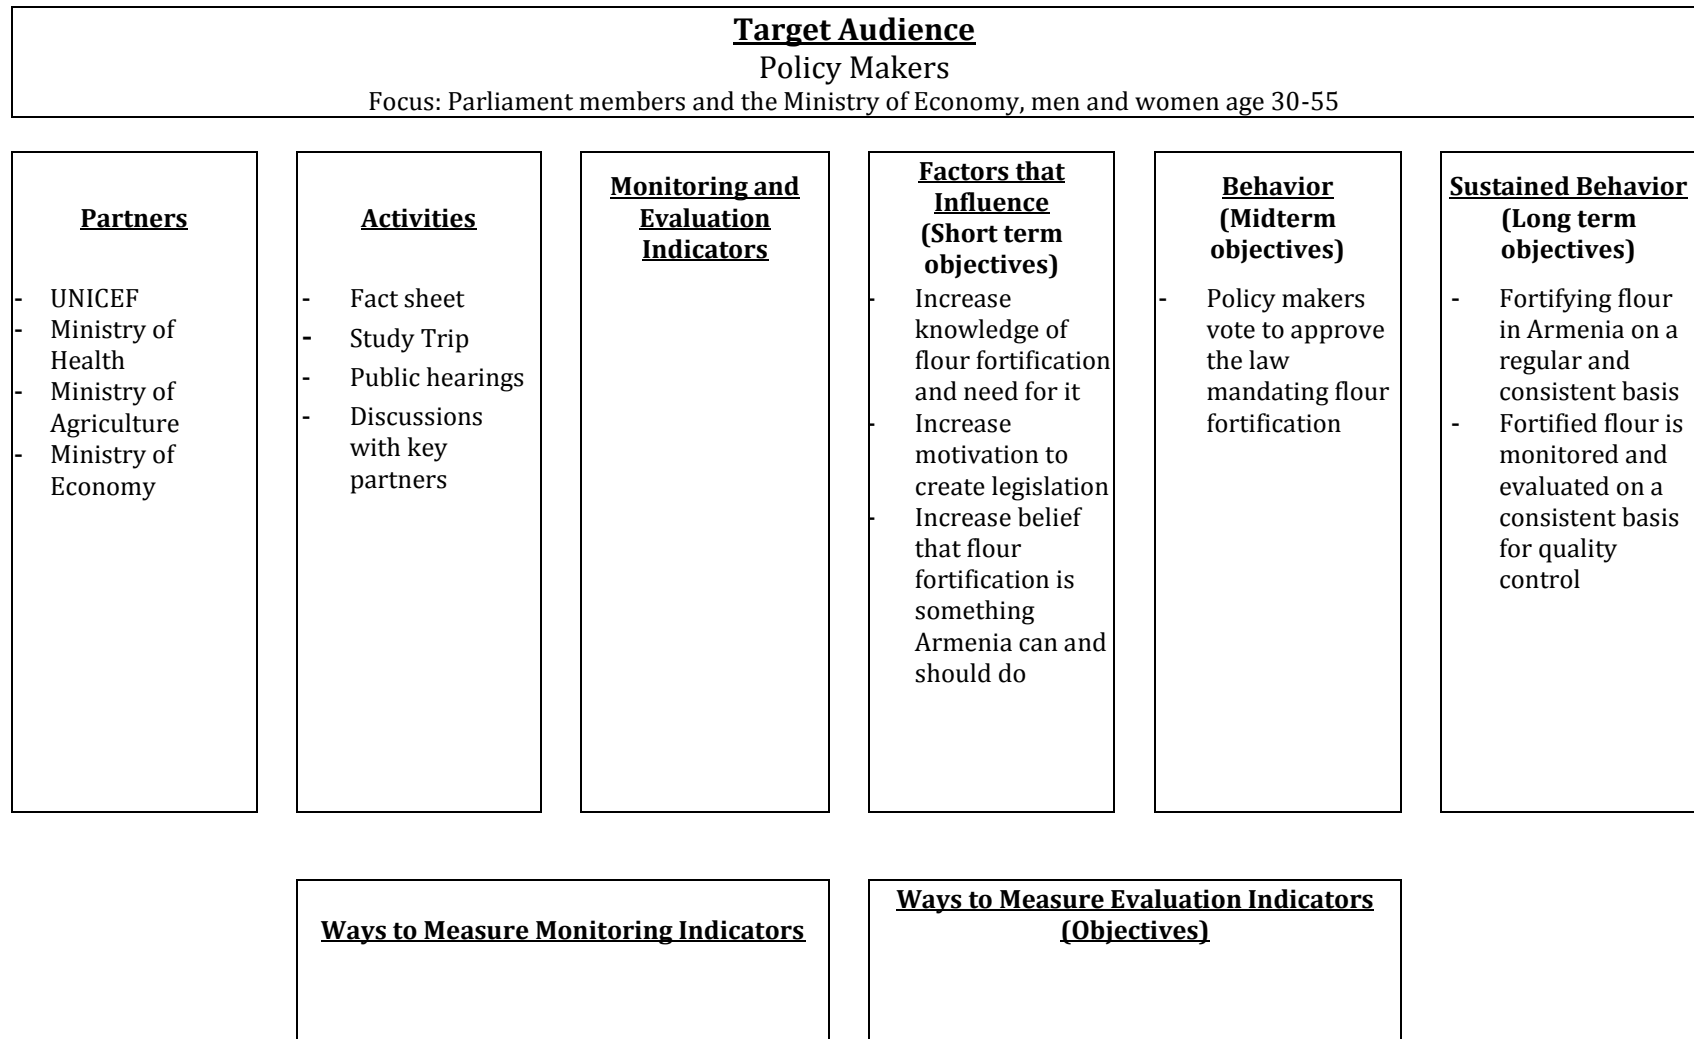 Target Audience
Policy Makers
Focus: Parliament members and the Ministry of Economy, men and women age 30-55
Partners
- UNICEF
- Ministry of
Health
- Ministry of
Agriculture
- Ministry of
Economy
Activities
- Fact sheet
- Study Trip
- Public hearings
- Discussions
with key
partners
Monitoring and
Evaluation
Indicators
Factors that
Influence
(Short term
objectives)
- Increase
knowledge of
flour fortification
and need for it
- Increase
motivation to
create legislation
- Increase belief
that flour
fortification is
something
Armenia can and
should do
Behavior
(Midterm
objectives)
- Policy makers
vote to approve
the law
mandating flour
fortification
Sustained Behavior
(Long term
objectives)
- Fortifying flour
in Armenia on a
regular and
consistent basis
- Fortified flour is
monitored and
evaluated on a
consistent basis
for quality
control
Ways to Measure Monitoring Indicators
Ways to Measure Evaluation Indicators
(Objectives)